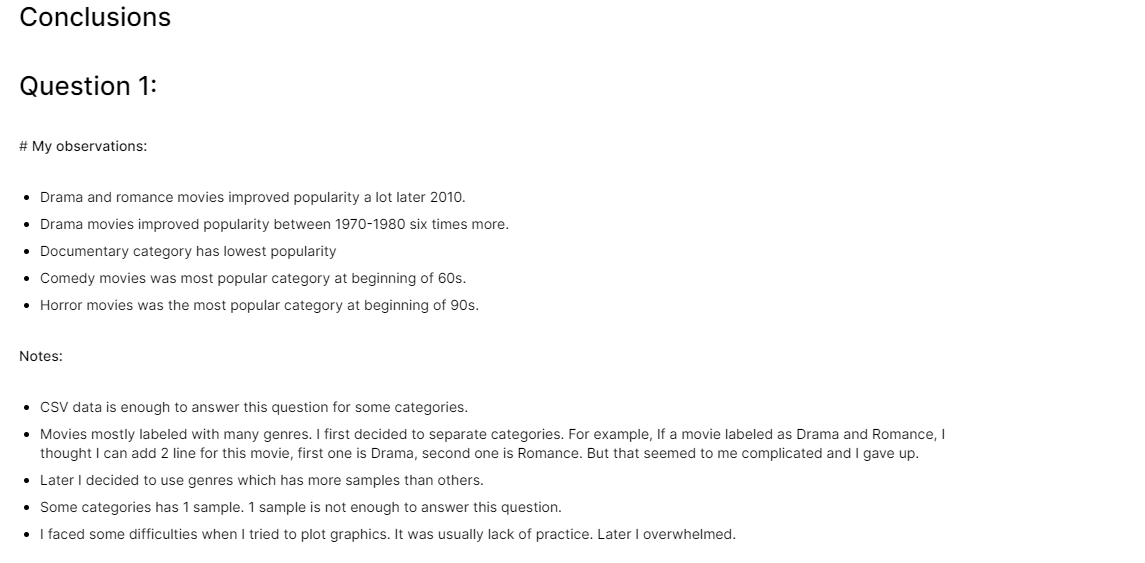 Conclusions
Question 1:
# My observations:
• Drama and romance movies improved popularity a lot later 2010.
• Drama movies improved popularity between 1970-1980 six times more.
• Documentary category has lowest popularity
• Comedy movies was most popular category at beginning of 60s.
• Horror movies was the most popular category at beginning of 90s.
Notes:
• CSV data is enough to answer this question for some categories.
• Movies mostly labeled with many genres. I first decided to separate categories. For example, If a movie labeled as Drama and Romance, I
thought I can add 2 line for this movie, first one is Drama, second one is Romance. But that seemed to me complicated and I gave up.
• Later I decided to use genres which has more samples than others.
• Some categories has 1 sample. 1 sample is not enough to answer this question.
• I faced some difficulties when I tried to plot graphics. It was usually lack of practice. Later I overwhelmed.